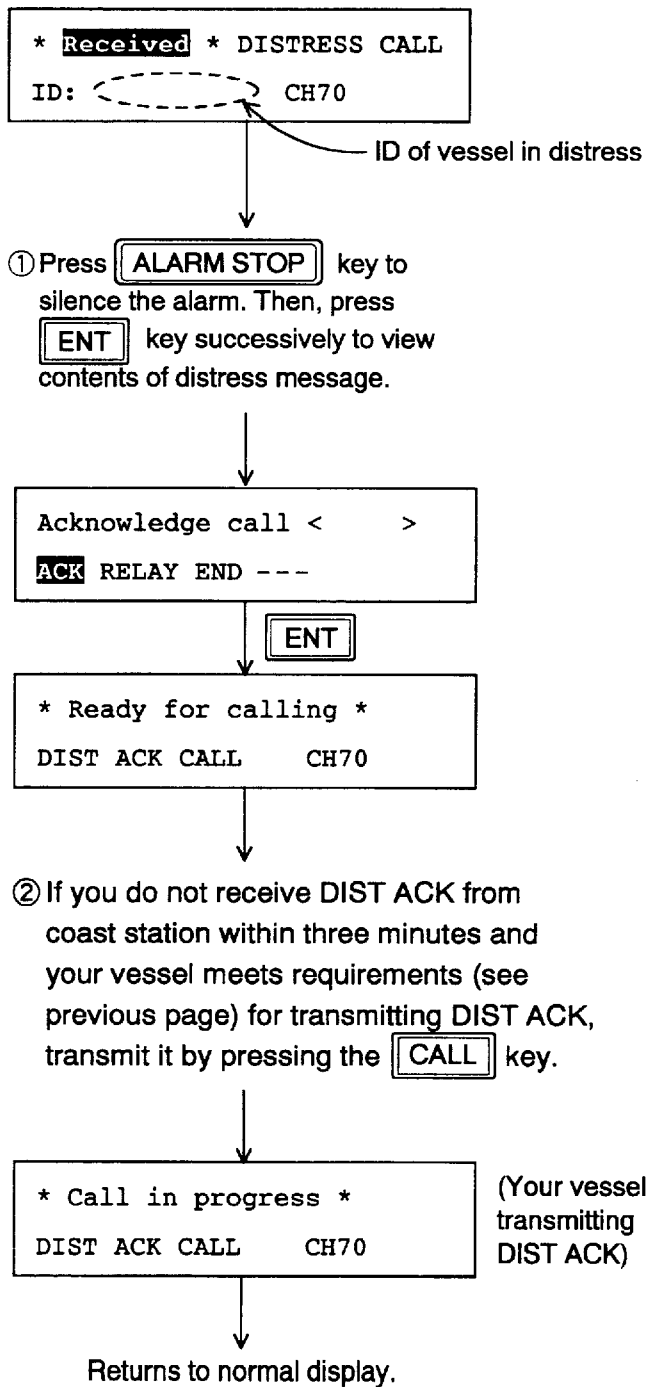 * Received * DISTRESS CALL
ID: CH70
ID of vessel in distress
① Press ALARM STOP key to
silence the alarm. Then, press
ENT key successively to view
contents of distress message.
Acknowledge call < >
ACK RELAY END ---
ENT
* Ready for calling *
DIST ACK CALL CH70
② If you do not receive DIST ACK from
coast station within three minutes and
your vessel meets requirements (see
previous page) for transmitting DIST ACK,
transmit it by pressing the CALL key.
* Call in progress *
DIST ACK CALL CH70
(Your vessel
transmitting
DIST ACK)
Returns to normal display.